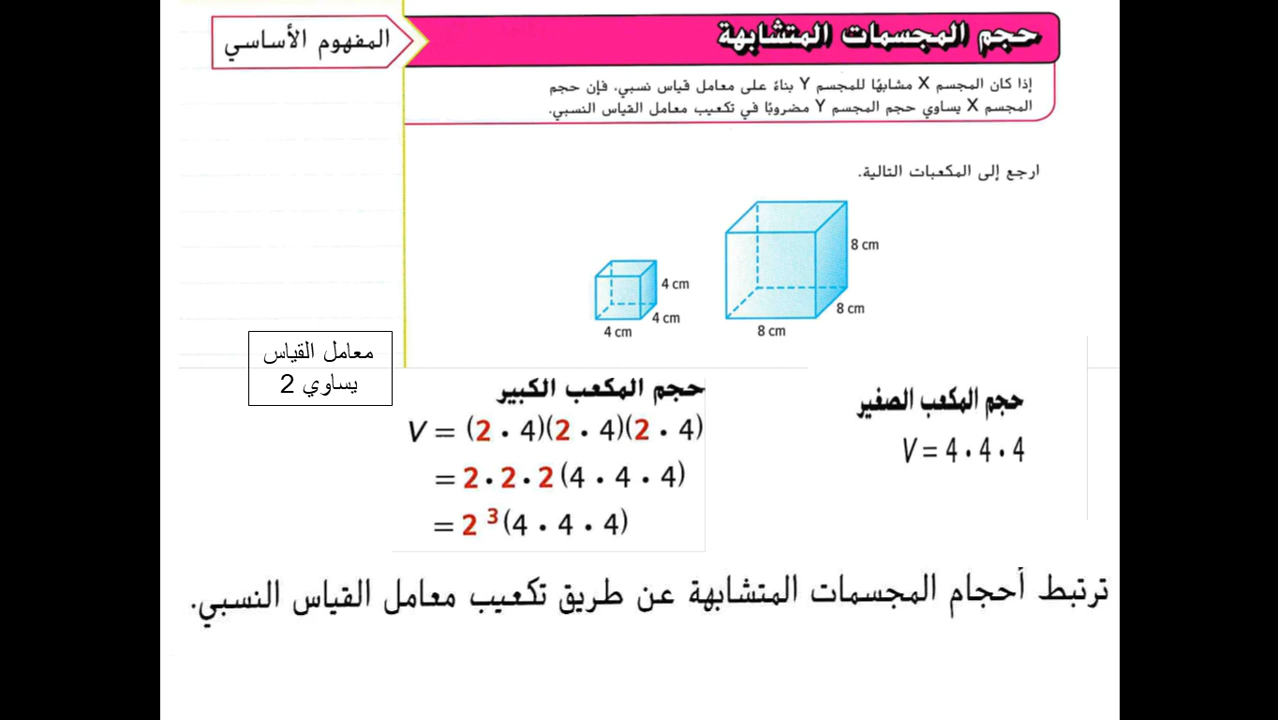 حجم المجسمات المتشابهة
المفهوم الأساسي
إذا كان المجسم X مشابهًا للمجسم Y بناءً على معامل قياس نسبي، فإن حجم
المجسم X يساوي حجم المجسم Y مضروبًا في تكعيب معامل القياس النسبي.
ارجع إلى المكعبات التالية.
8 cm
8 cm
8 cm
4 cm
4 cm
4 cm
معامل القياس
يساوي 2
حجم المكعب الصغير
V = 4 • 4 • 4
حجم المكعب الكبير
V = (2 • 4)(2 • 4)(2 • 4)
= 2 • 2 • 2 (4 • 4 • 4)
= 2 ³ (4 • 4 • 4)
ترتبط أحجام المجسمات المتشابهة عن طريق تكعيب معامل القياس النسبي.